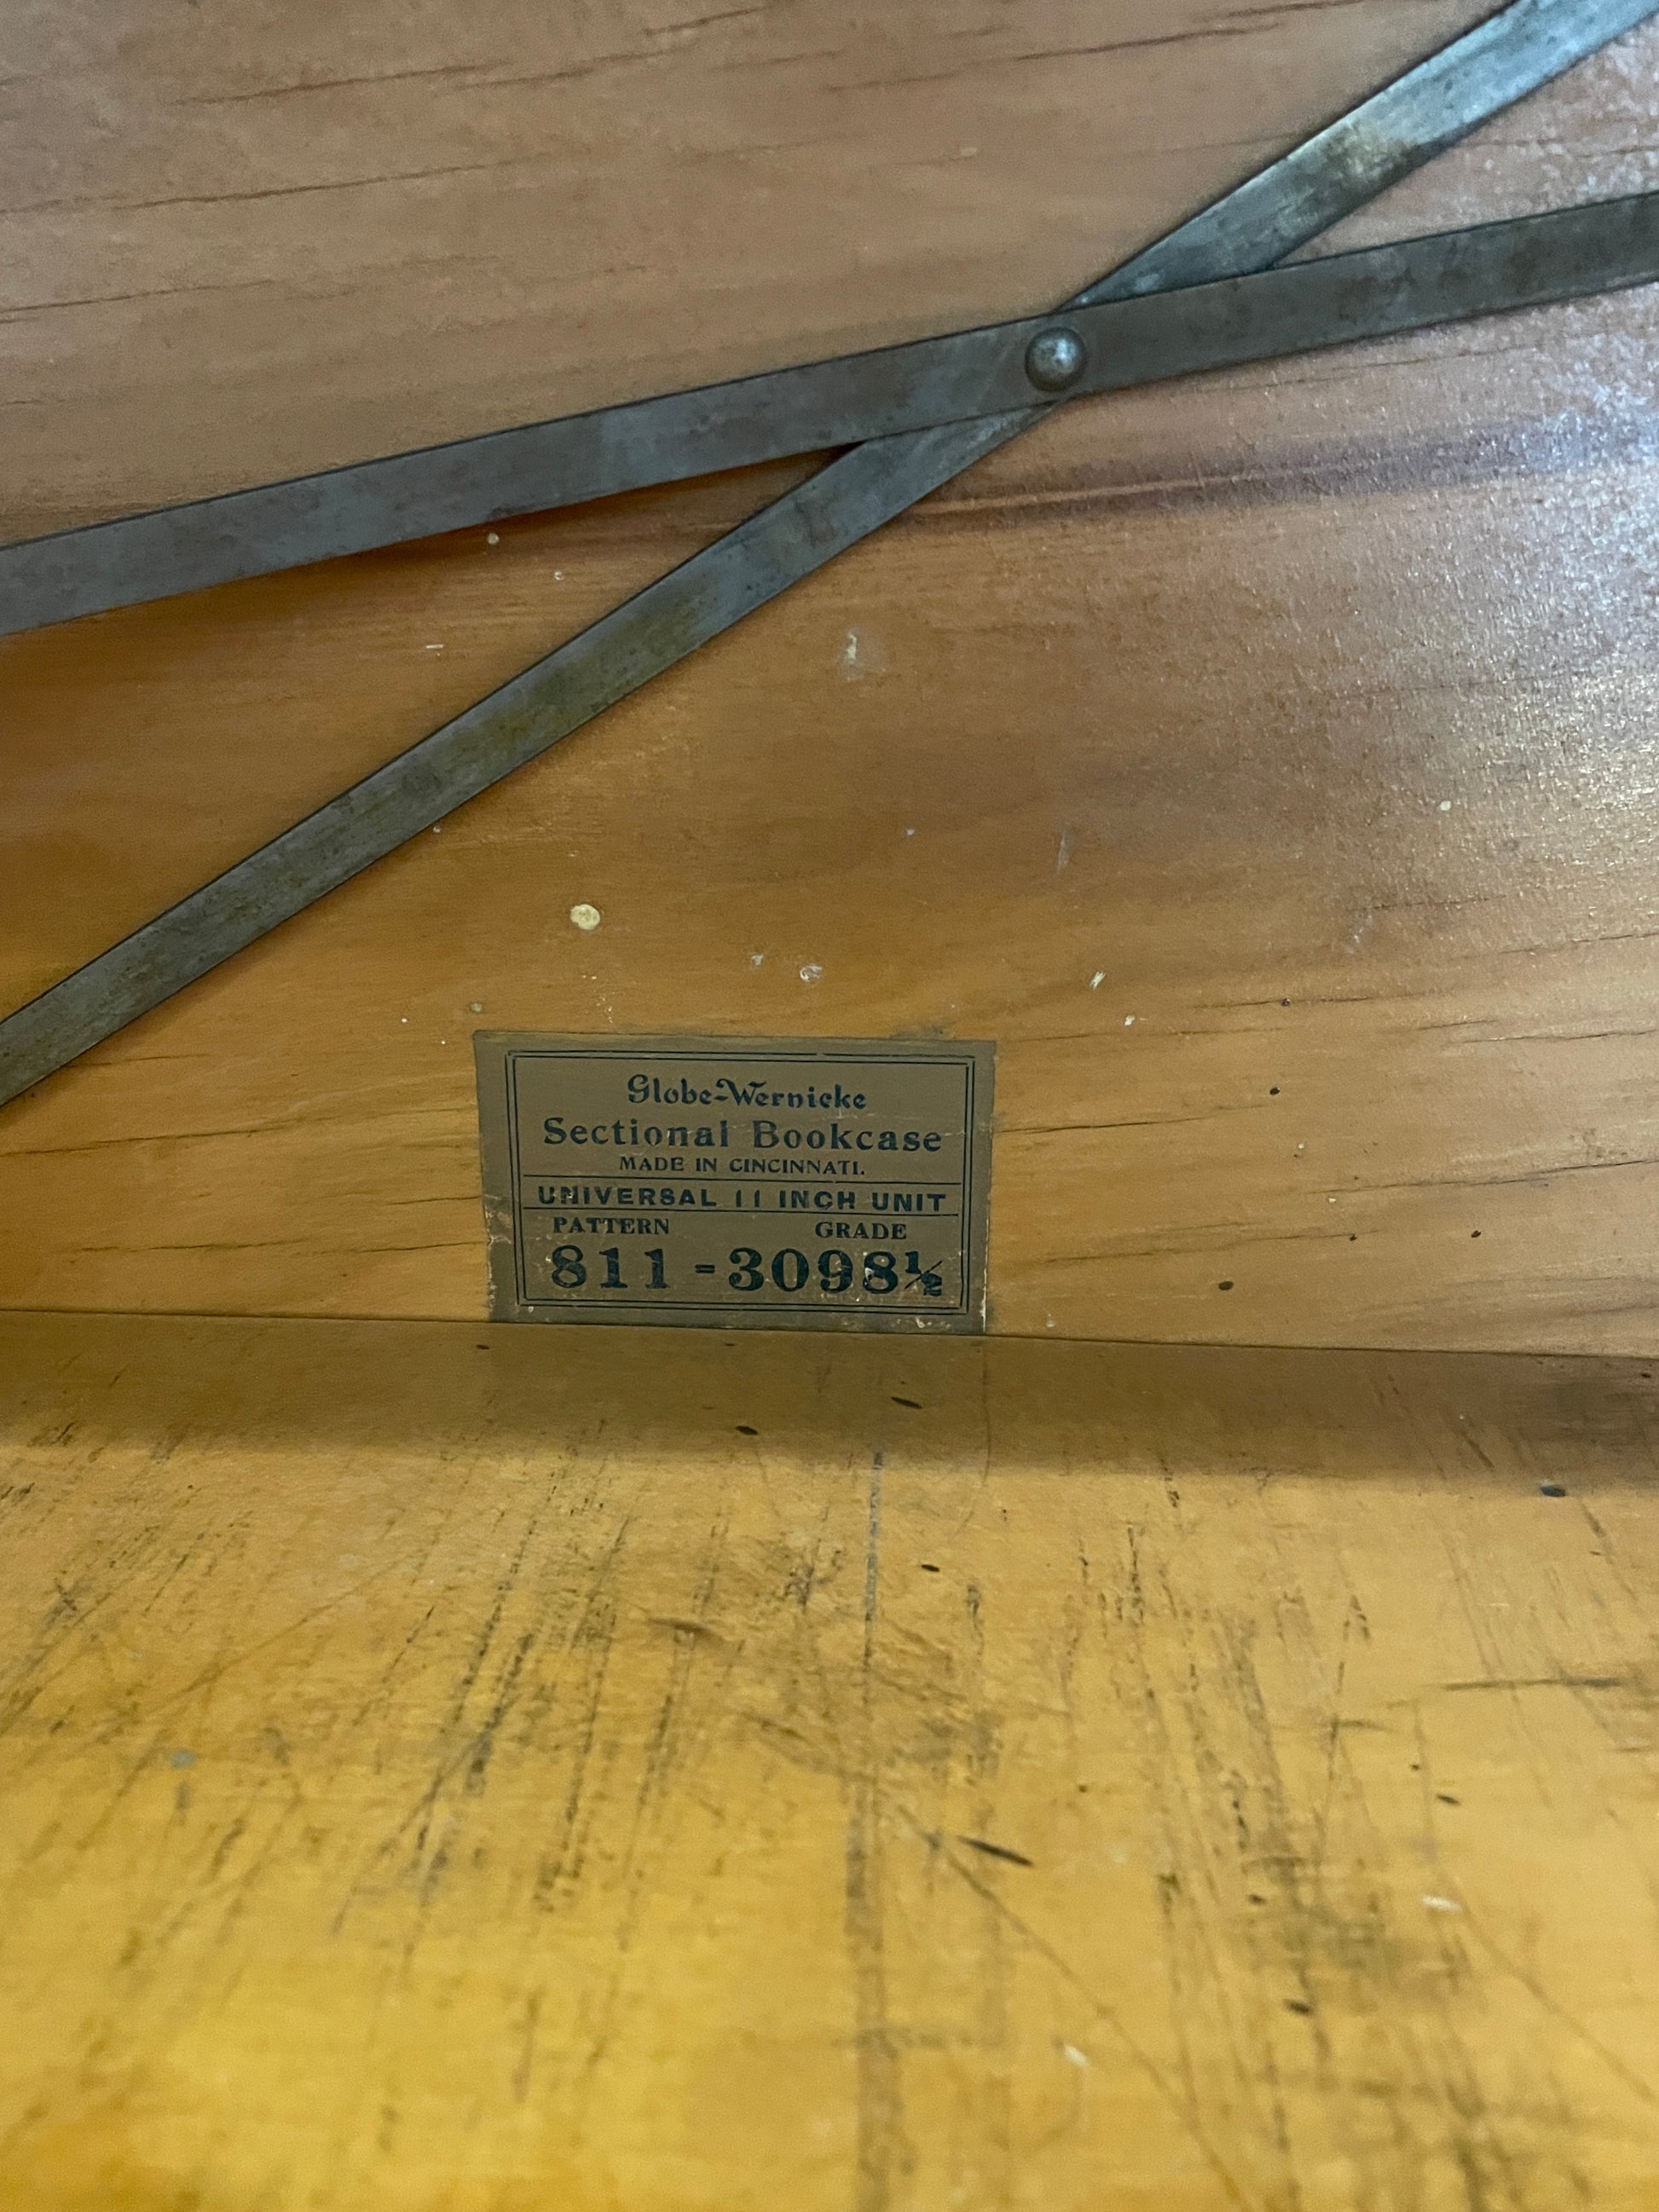 Globe-Wernicke
Sectional Bookcase
MADE IN CINCINNATI.
UNIVERSAL 11 INCH UNIT
PATTERN GRADE
811-3098½